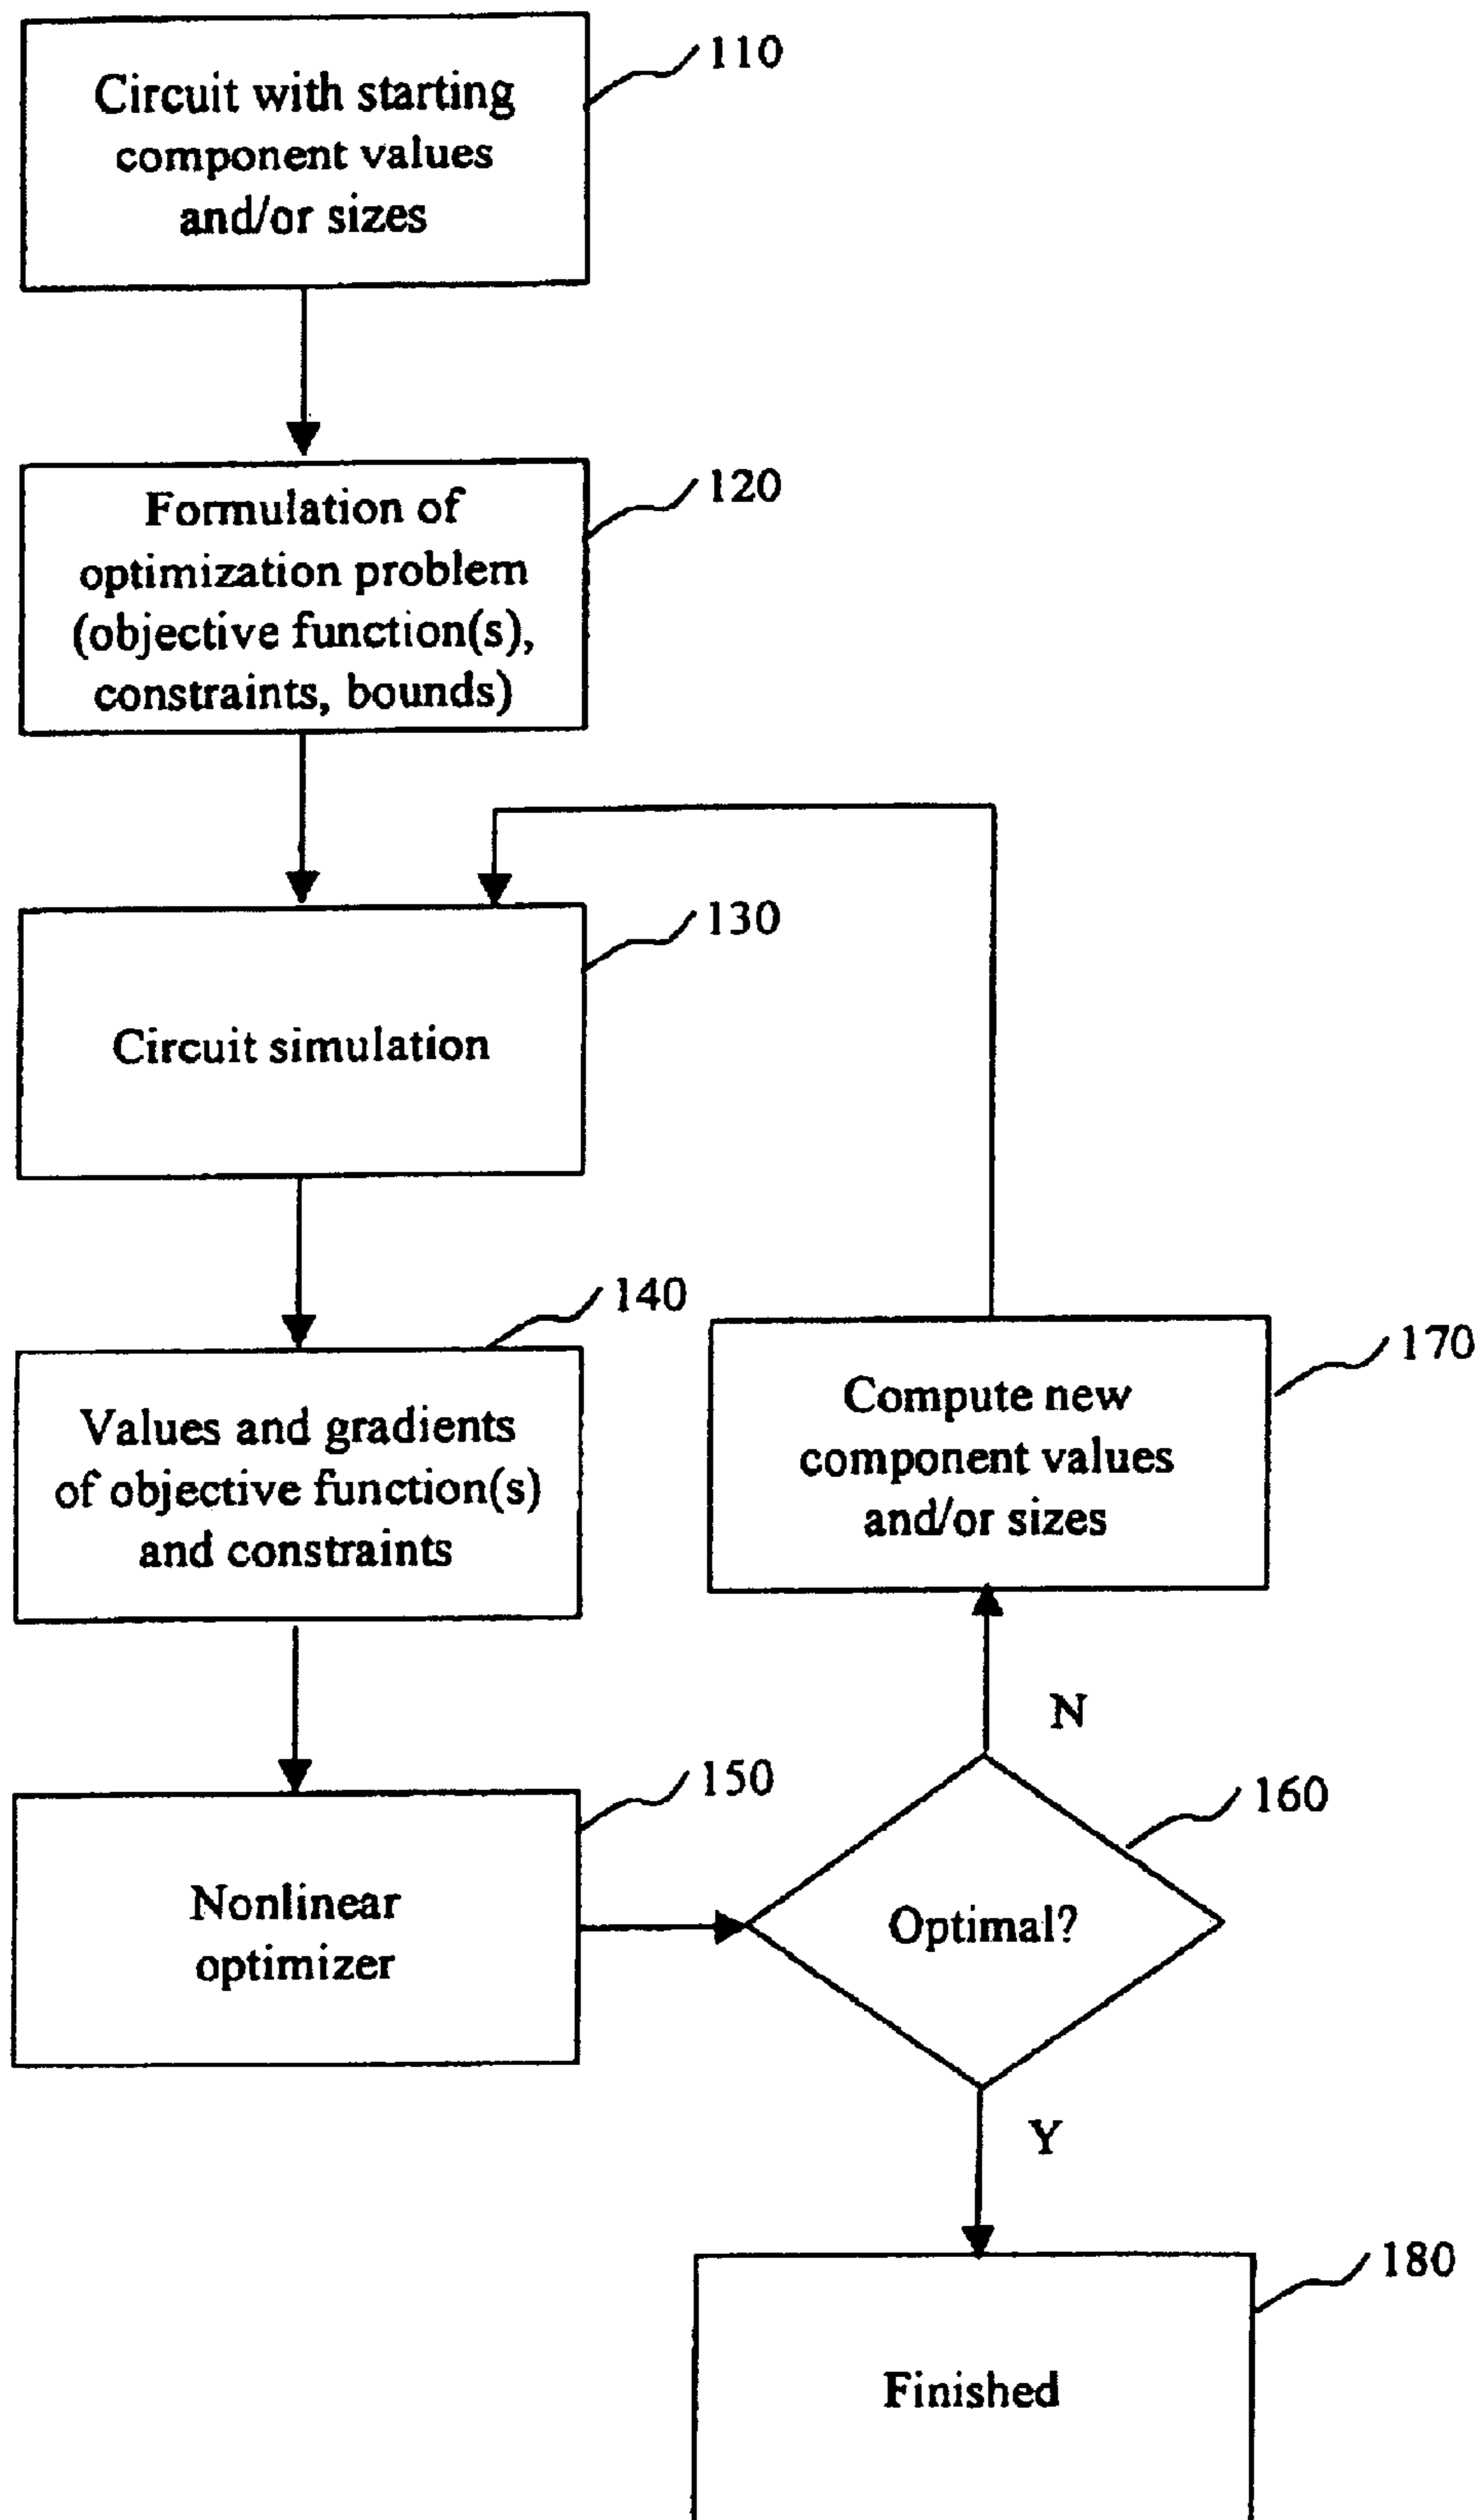 110
Circuit with starting
component values
and/or sizes
120
Formulation of
optimization problem
(objective function(s),
constraints, bounds)
130
Circuit simulation
140
Values and gradients
of objective function(s)
and constraints
170
Compute new
component values
and/or sizes
N
150
Nonlinear
optimizer
160
Optimal?
Y
180
Finished